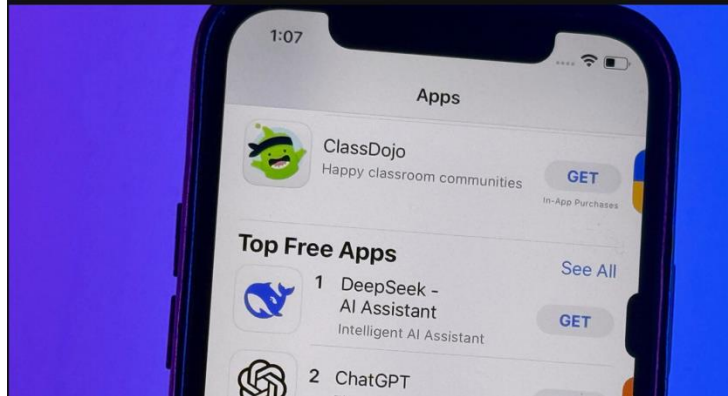 1:07
Apps
ClassDojo
Happy classroom communities
GET
In-App Purchases
Top Free Apps
See All
1 DeepSeek -
AI Assistant
Intelligent AI Assistant
GET
2 ChatGPT